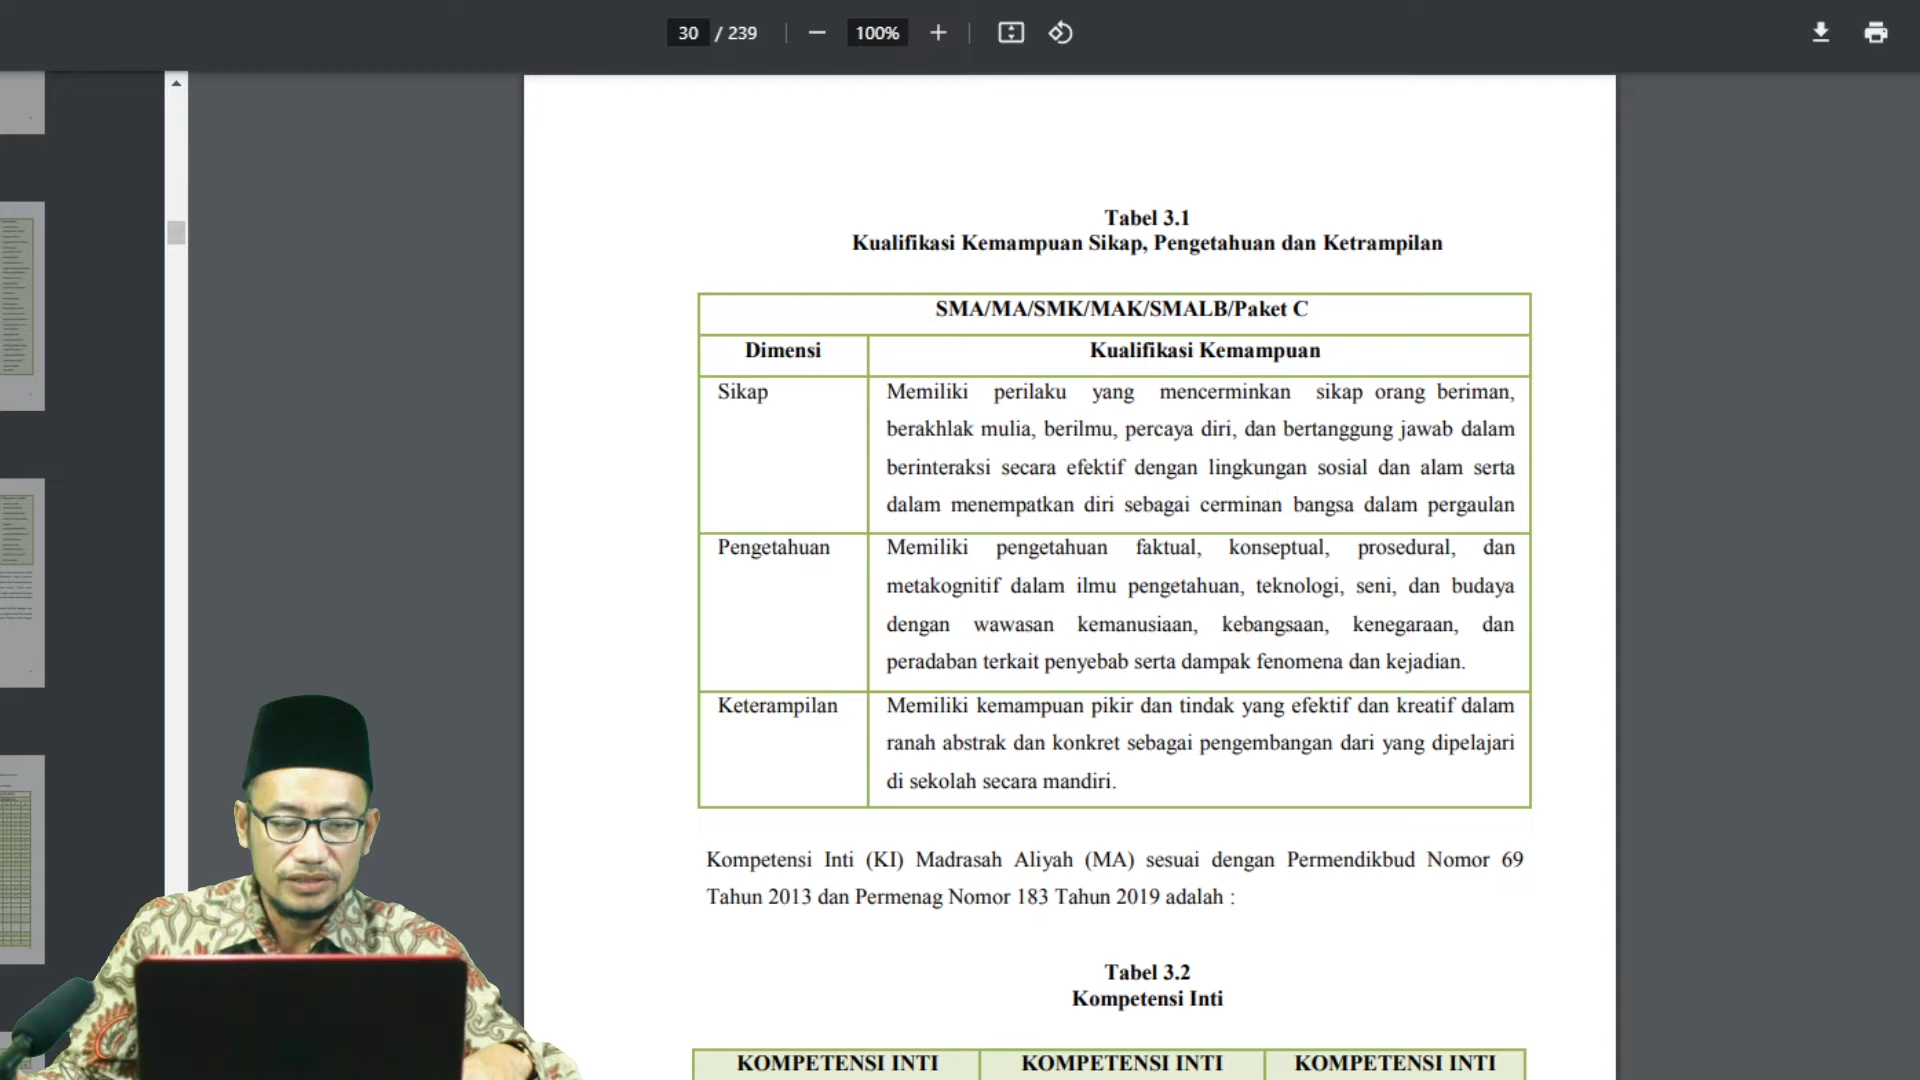 30 / 239 100%
Tabel 3.1
Kualifikasi Kemampuan Sikap, Pengetahuan dan Ketrampilan
SMA/MA/SMK/MAK/SMALB/Paket C
Dimensi Kualifikasi Kemampuan
Sikap Memiliki perilaku yang mencerminkan sikap orang beriman,
berakhlak mulia, berilmu, percaya diri, dan bertanggung jawab dalam
berinteraksi secara efektif dengan lingkungan sosial dan alam serta
dalam menempatkan diri sebagai cerminan bangsa dalam pergaulan
Pengetahuan Memiliki pengetahuan faktual, konseptual, prosedural, dan
metakognitif dalam ilmu pengetahuan, teknologi, seni, dan budaya
dengan wawasan kemanusiaan, kebangsaan, kenegaraan, dan
peradaban terkait penyebab serta dampak fenomena dan kejadian.
Keterampilan Memiliki kemampuan pikir dan tindak yang efektif dan kreatif dalam
ranah abstrak dan konkret sebagai pengembangan dari yang dipelajari
di sekolah secara mandiri.
Kompetensi Inti (KI) Madrasah Aliyah (MA) sesuai dengan Permendikbud Nomor 69
Tahun 2013 dan Permenag Nomor 183 Tahun 2019 adalah :
Tabel 3.2
Kompetensi Inti
KOMPETENSI INTI KOMPETENSI INTI KOMPETENSI INTI